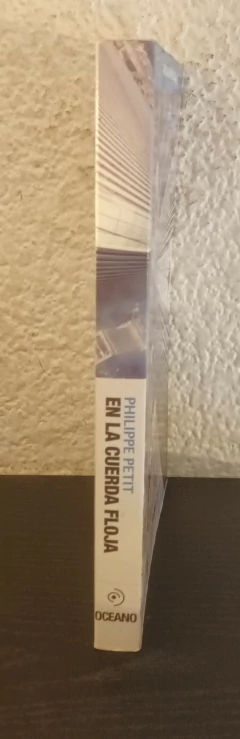 PHILIPPE PETIT
EN LA CUERDA FLOJA
OCEANO